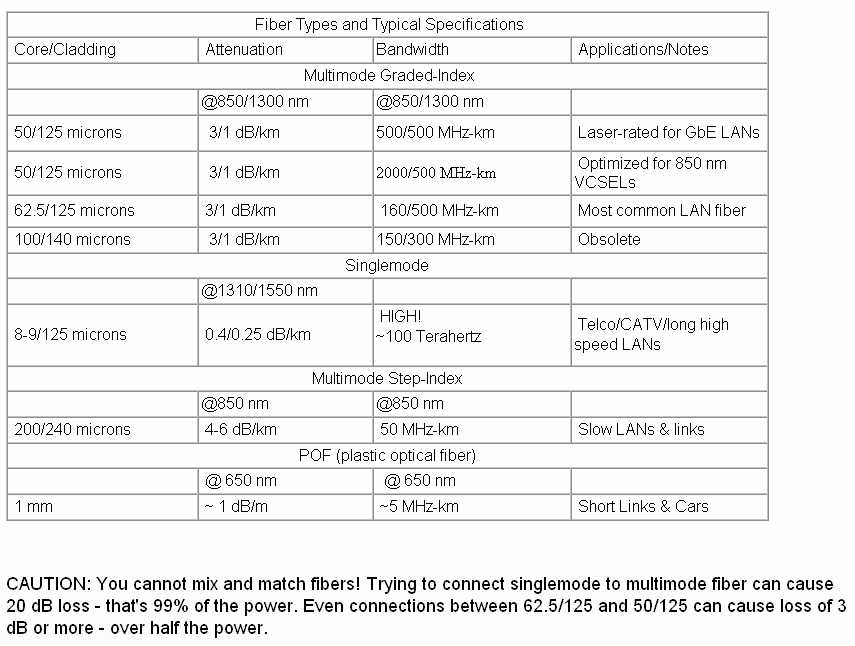 Fiber Types and Typical Specifications
Core/Cladding Attenuation Bandwidth Applications/Notes
Multimode Graded-Index
@850/1300 nm @850/1300 nm
50/125 microns 3/1 dB/km 500/500 MHz-km Laser-rated for GbE LANs
50/125 microns 3/1 dB/km 2000/500 MHz-km Optimized for 850 nm
VCSELs
62.5/125 microns 3/1 dB/km 160/500 MHz-km Most common LAN fiber
100/140 microns 3/1 dB/km 150/300 MHz-km Obsolete
Singlemode
@1310/1550 nm
8-9/125 microns 0.4/0.25 dB/km HIGH!
~100 Terahertz Telco/CATV/long high
speed LANs
Multimode Step-Index
@850 nm @850 nm
200/240 microns 4-6 dB/km 50 MHz-km Slow LANs & links
POF (plastic optical fiber)
@ 650 nm @ 650 nm
1 mm ~ 1 dB/m ~5 MHz-km Short Links & Cars
CAUTION: You cannot mix and match fibers! Trying to connect singlemode to multimode fiber can cause
20 dB loss - that's 99% of the power. Even connections between 62.5/125 and 50/125 can cause loss of 3
dB or more - over half the power.